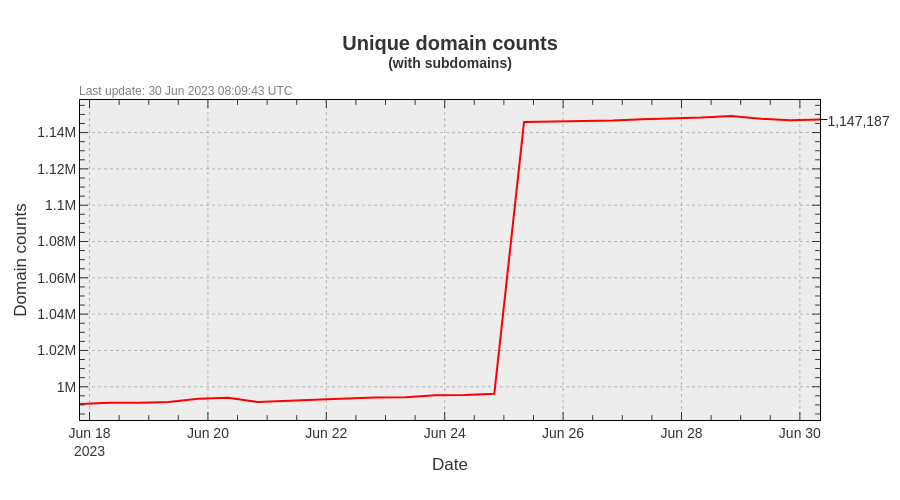 Unique domain counts
(with subdomains)
Last update: 30 Jun 2023 08:09:43 UTC
1.14M
1,147,187
1.12M
1.1M
1.08M
1.06M
1.04M
1.02M
1M
Domain counts
Jun 18 Jun 20 Jun 22 Jun 24 Jun 26 Jun 28 Jun 30
2023
Date